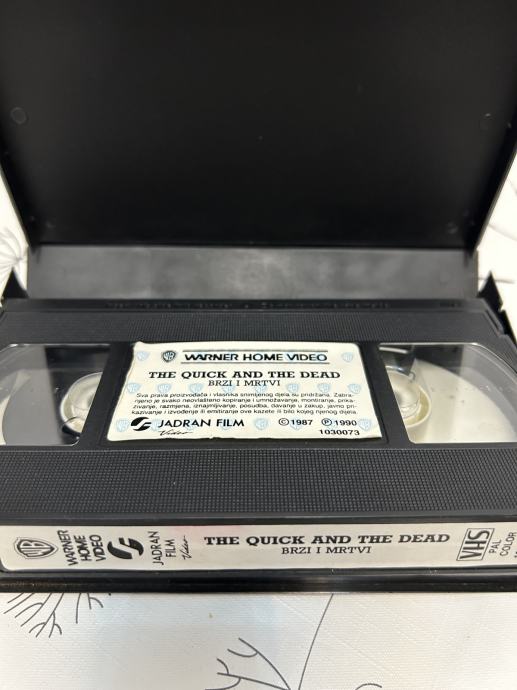 WB WARNER HOME VIDEO
THE QUICK AND THE DEAD
BRZI I MRTVI
Sva prava proizvođača i vlasnika snimljenog djela su pridržana. Zabra-
njeno je svako neovlašteno kopiranje i umnožavanje, montiranje, prika-
zivanje, razmjena, iznajmljivanje, posudba, davanje u zakup, javno pri-
kazivanje i izvođenje ili emitiranje ove kazete ili bilo kojeg njenog dijela.
JADRAN FILM ©1987 ℗1990
Video 1030073
WB
WARNER
HOME
VIDEO
JADRAN
FILM
Video
THE QUICK AND THE DEAD
BRZI I MRTVI
VHS
PAL
COLOR